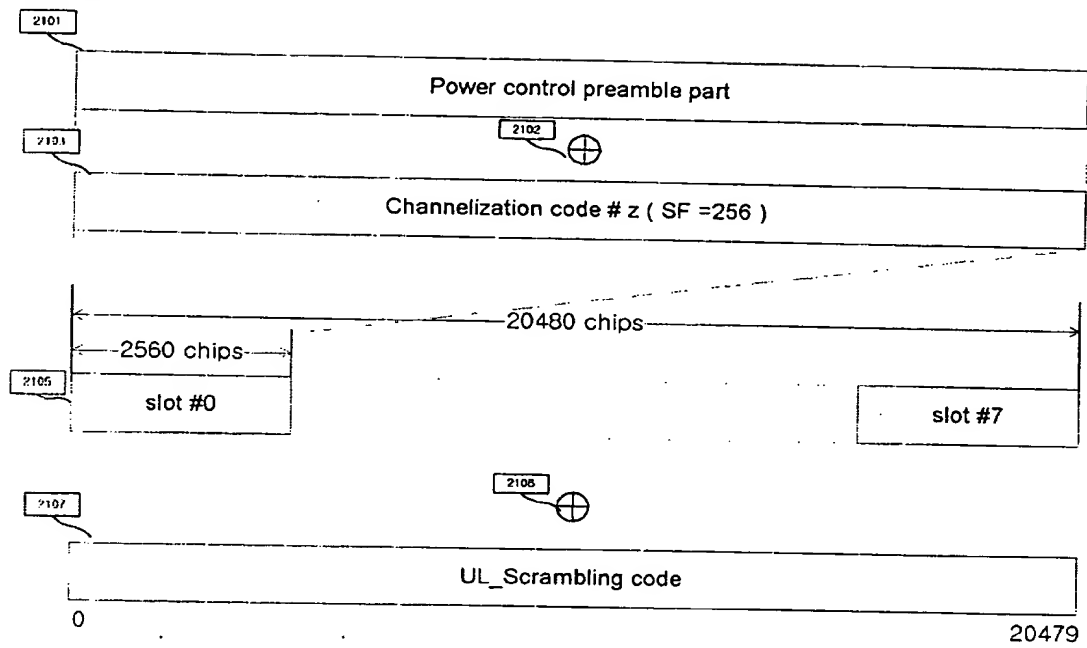 2101
Power control preamble part
2102
2103
Channelization code # z ( SF =256 )
20480 chips
2560 chips
2105
slot #0
slot #7
2106
2107
UL_Scrambling code
0
20479